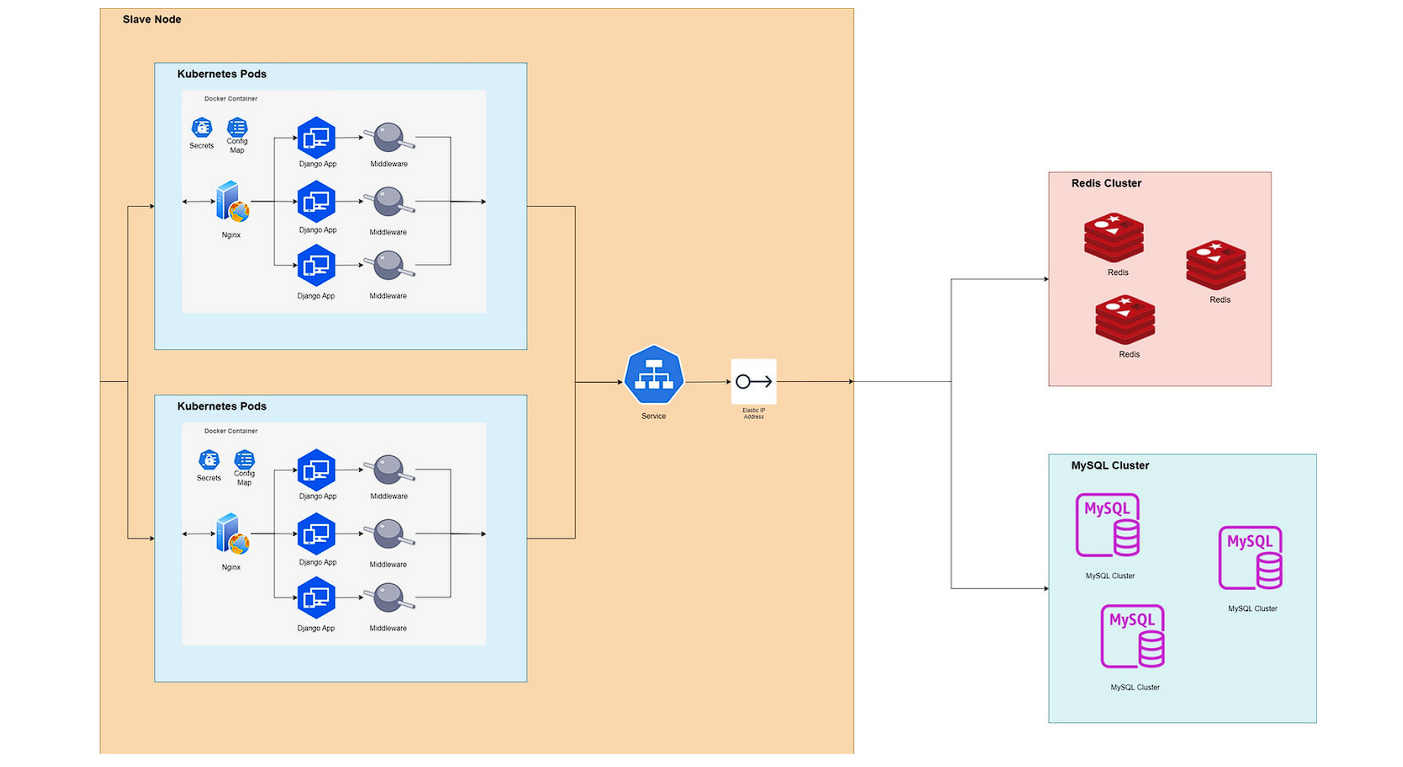 Slave Node
Kubernetes Pods
Docker Container
Secrets
Config
Map
Django App
Middleware
Nginx
Django App
Middleware
Django App
Middleware
Kubernetes Pods
Docker Container
Secrets
Config
Map
Django App
Middleware
Nginx
Django App
Middleware
Django App
Middleware
Service
Elastic IP
Address
Redis Cluster
Redis
Redis
Redis
MySQL Cluster
MySQL
MySQL Cluster
MySQL
MySQL Cluster
MySQL
MySQL Cluster